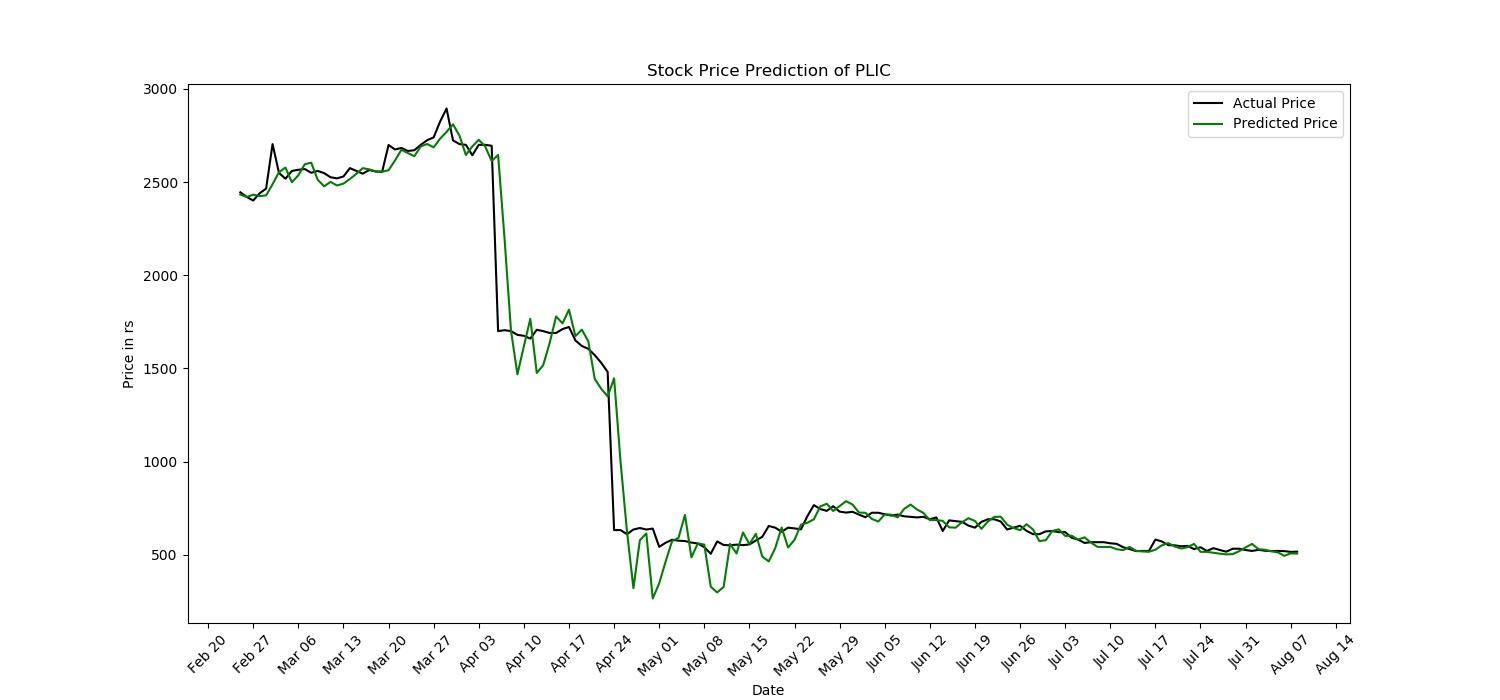 Stock Price Prediction of PLIC
Actual Price
Predicted Price
Price in rs
3000
2500
2000
1500
1000
500
Feb 20
Feb 27
Mar 06
Mar 13
Mar 20
Mar 27
Apr 03
Apr 10
Apr 17
Apr 24
May 01
May 08
May 15
May 22
May 29
Jun 05
Jun 12
Jun 19
Jun 26
Jul 03
Jul 10
Jul 17
Jul 24
Jul 31
Aug 07
Aug 14
Date